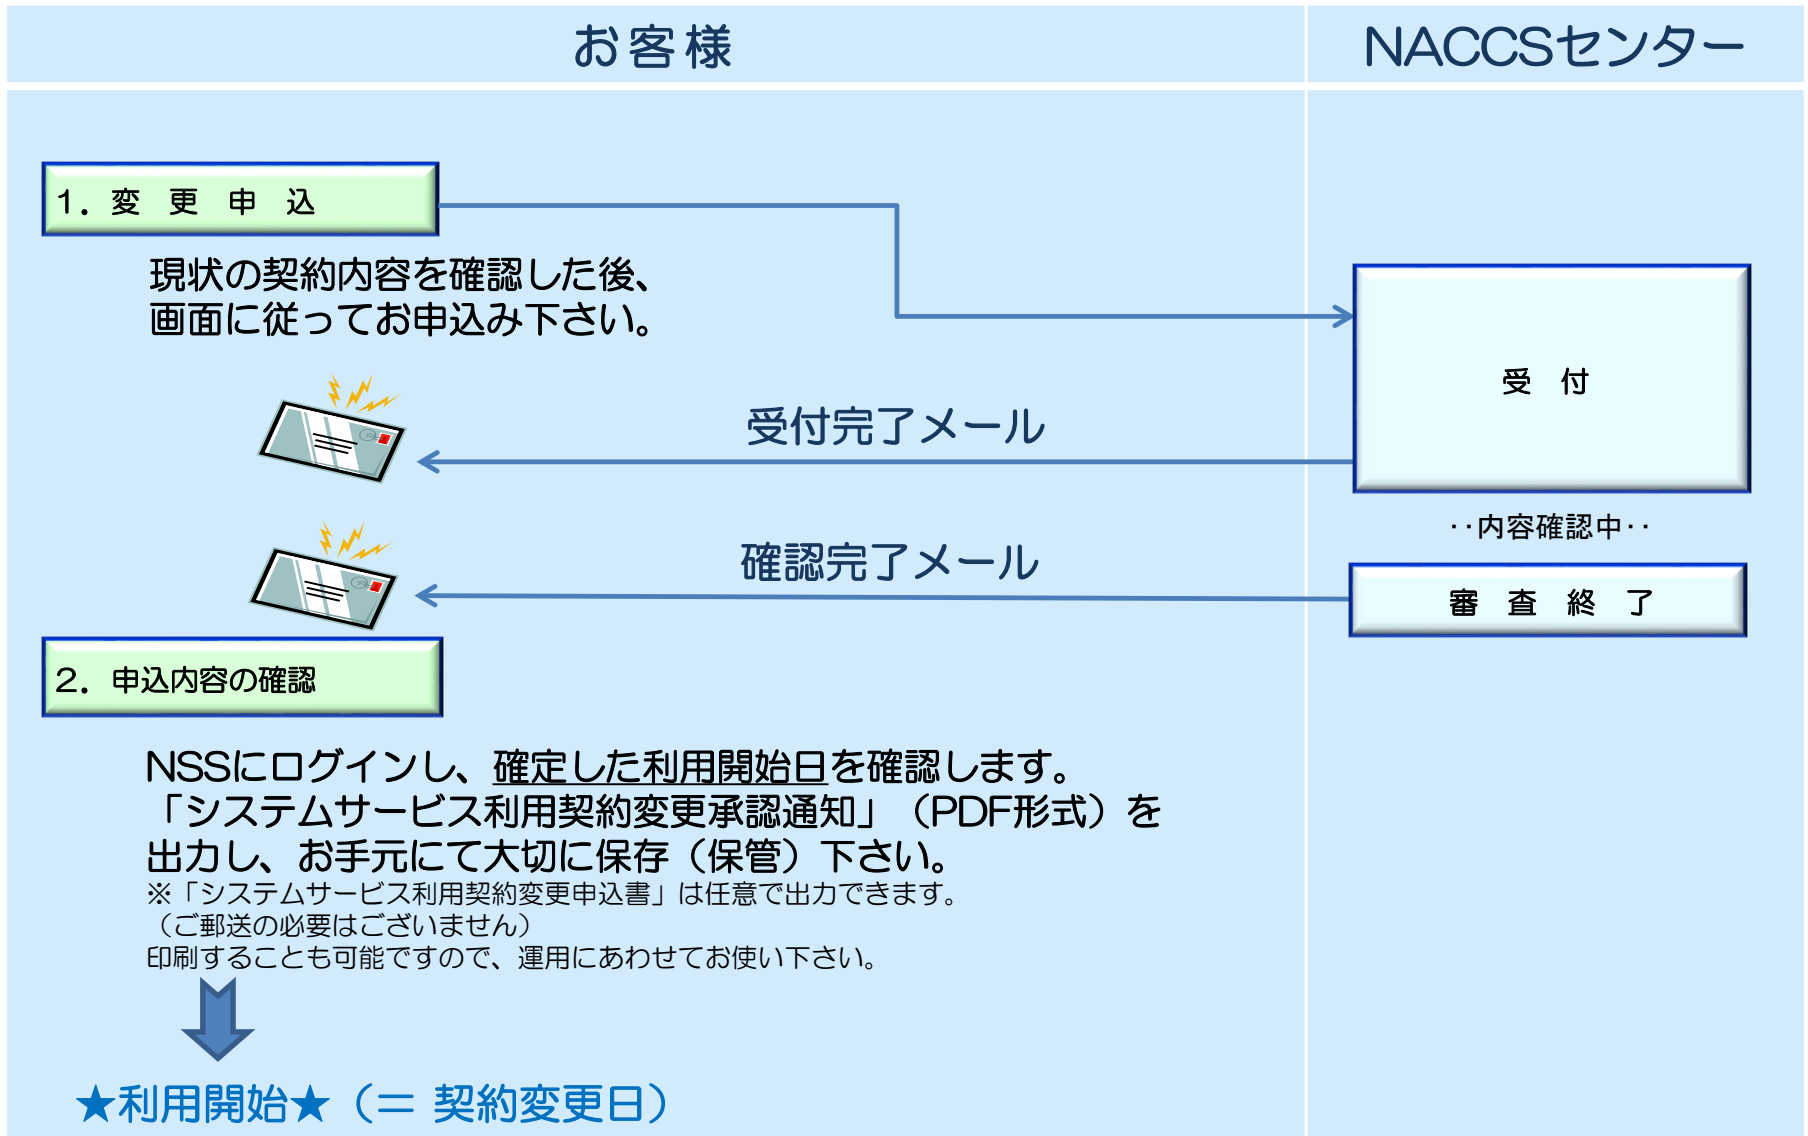 お客様
NACCSセンター
1．変　更　申　込
現状の契約内容を確認した後、
画面に従ってお申込み下さい。
受　付
受付完了メール
‥内容確認中‥
確認完了メール
審　査　終　了
2．申込内容の確認
NSSにログインし、確定した利用開始日を確認します。
「システムサービス利用契約変更承認通知」（PDF形式）を
出力し、お手元にて大切に保存（保管）下さい。
※「システムサービス利用契約変更申込書」は任意で出力できます。
（ご郵送の必要はございません）
印刷することも可能ですので、運用にあわせてお使い下さい。
★利用開始★（＝ 契約変更日）